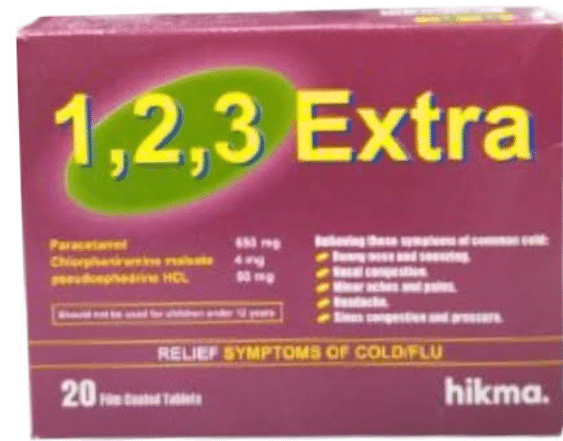 1,2,3 Extra
Paracetamol 650 mg
Chlorpheniramine maleate 4 mg
pseudoephedrine HCL 60 mg
Should not be used for children under 12 years
Relieving these symptoms of common cold:
Runny nose and sneezing.
Nasal congestion.
Minor aches and pains.
Headache.
Sinus congestion and pressure.
RELIEF SYMPTOMS OF COLD/FLU
20 Film Coated Tablets
hikma.